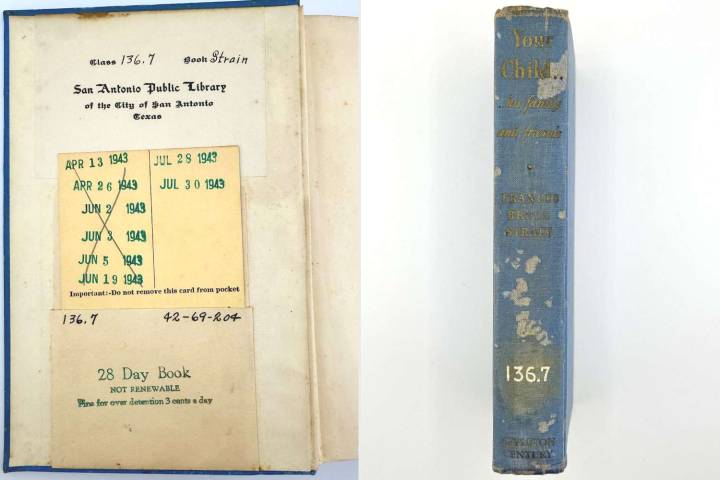 Class 136.7 Book Strain
San Antonio Public Library
of the City of San Antonio
Texas
APR 13 1943
APR 26 1943
JUN 2 1943
JUN 3 1943
JUN 5 1943
JUN 19 1943
JUL 28 1943
JUL 30 1943
Important:-Do not remove this card from pocket
136.7 42-69-204
28 Day Book
NOT RENEWABLE
Fine for over detention 3 cents a day
Your
Child..
his family
and friends
FRANCES
BRUCE
STRAIN
136.7
APPLETON
CENTURY